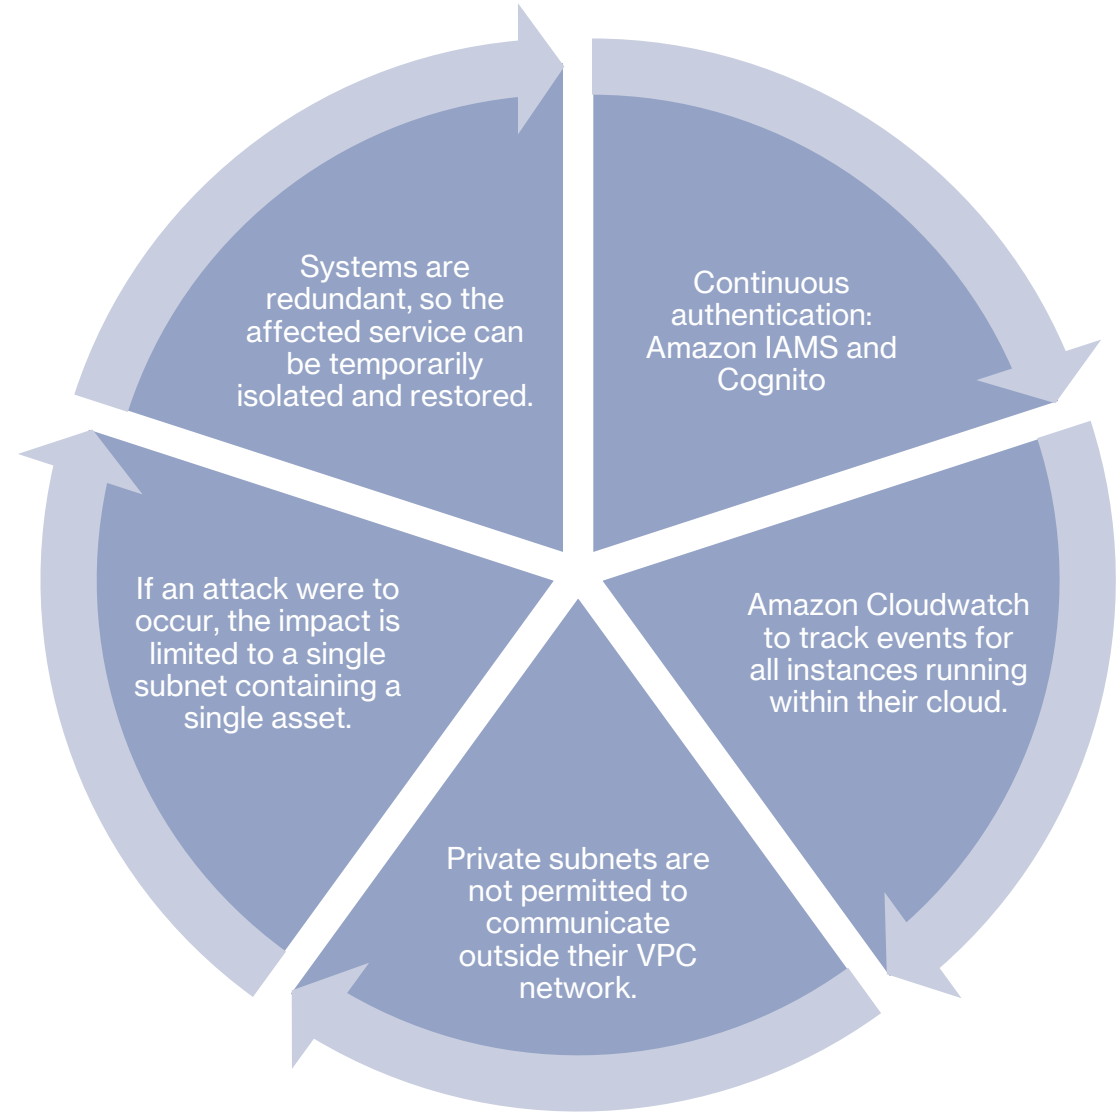 Continuous
authentication:
Amazon IAMS and
Cognito
Amazon Cloudwatch
to track events for
all instances running
within their cloud.
Private subnets are
not permitted to
communicate
outside their VPC
network.
If an attack were to
occur, the impact is
limited to a single
subnet containing a
single asset.
Systems are
redundant, so the
affected service can
be temporarily
isolated and restored.